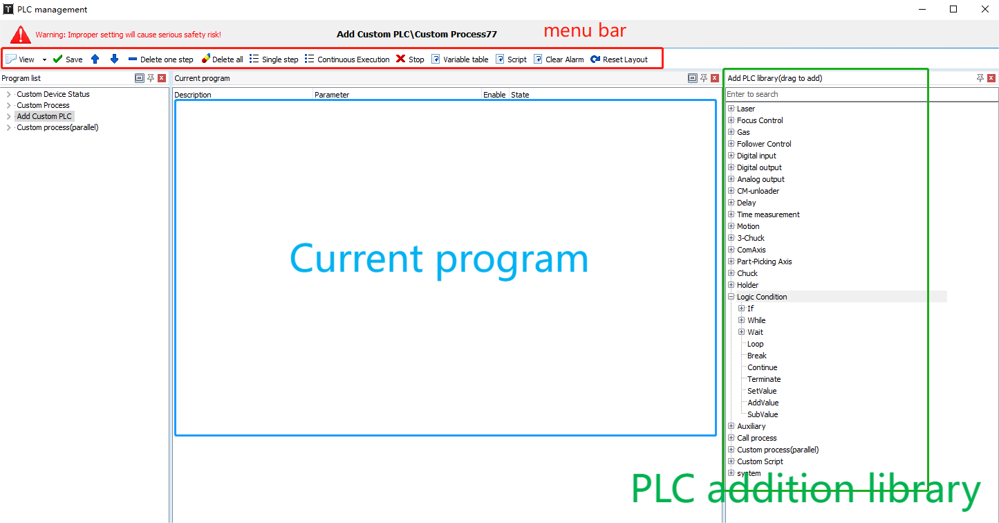 PLC management
Warning: Improper setting will cause serious safety risk!
Add Custom PLC\Custom Process77
menu bar
View Save Delete one step Delete all Single step Continuous Execution Stop Variable table Script Clear Alarm Reset Layout
Program list
Custom Device Status
Custom Process
Add Custom PLC
Custom process(parallel)
Current program
Description Parameter Enable State
Current program
Add PLC library(drag to add)
Enter to search
Laser
Focus Control
Gas
Follower Control
Digital input
Digital output
Analog output
CM-unloader
Delay
Time measurement
Motion
3-Chuck
ComAxis
Part-Picking Axis
Chuck
Holder
Logic Condition
If
While
Wait
Loop
Break
Continue
Terminate
SetValue
AddValue
SubValue
Auxiliary
Call process
Custom process(parallel)
Custom Script
system
PLC addition library